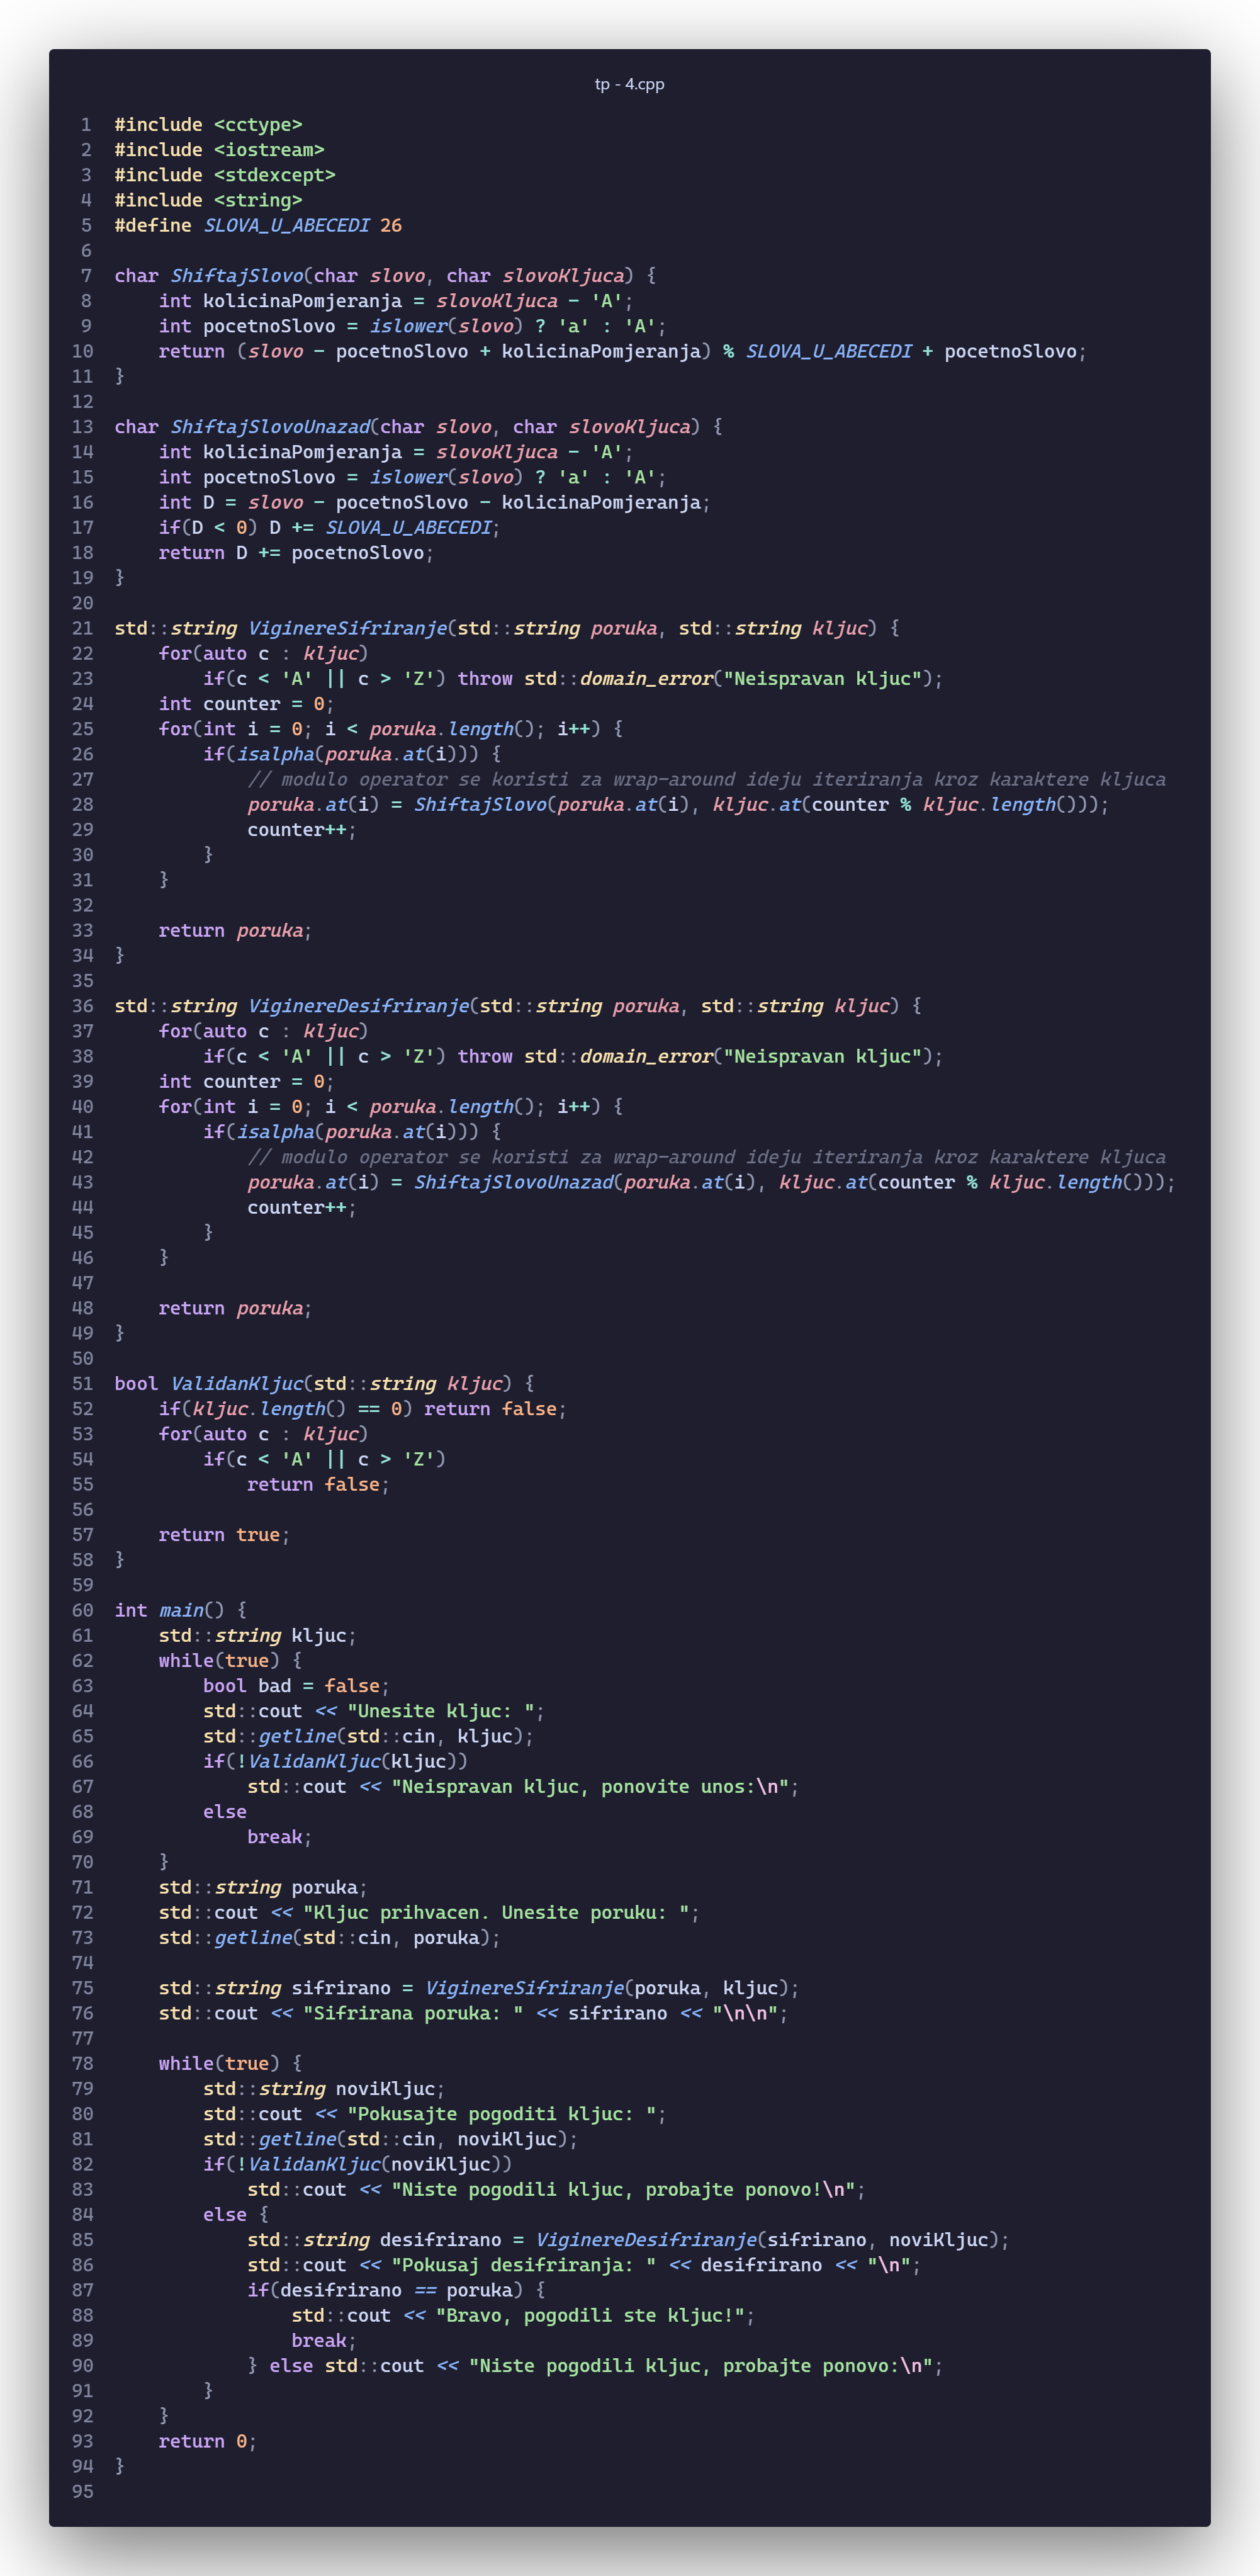 tp - 4.cpp
1 #include <cctype>
2 #include <iostream>
3 #include <stdexcept>
4 #include <string>
5 #define SLOVA_U_ABECEDI 26
6
7 char ShiftajSlovo(char slovo, char slovoKljuca) {
8     int kolicinaPomjeranja = slovoKljuca - 'A';
9     int pocetnoSlovo = islower(slovo) ? 'a' : 'A';
10     return (slovo - pocetnoSlovo + kolicinaPomjeranja) % SLOVA_U_ABECEDI + pocetnoSlovo;
11 }
12
13 char ShiftajSlovoUnazad(char slovo, char slovoKljuca) {
14     int kolicinaPomjeranja = slovoKljuca - 'A';
15     int pocetnoSlovo = islower(slovo) ? 'a' : 'A';
16     int D = slovo - pocetnoSlovo - kolicinaPomjeranja;
17     if(D < 0) D += SLOVA_U_ABECEDI;
18     return D += pocetnoSlovo;
19 }
20
21 std::string ViginereSifriranje(std::string poruka, std::string kljuc) {
22     for(auto c : kljuc)
23         if(c < 'A' || c > 'Z') throw std::domain_error("Neispravan kljuc");
24     int counter = 0;
25     for(int i = 0; i < poruka.length(); i++) {
26         if(isalpha(poruka.at(i))) {
27             // modulo operator se koristi za wrap-around ideju iteriranja kroz karaktere kljuca
28             poruka.at(i) = ShiftajSlovo(poruka.at(i), kljuc.at(counter % kljuc.length()));
29             counter++;
30         }
31     }
32
33     return poruka;
34 }
35
36 std::string ViginereDesifriranje(std::string poruka, std::string kljuc) {
37     for(auto c : kljuc)
38         if(c < 'A' || c > 'Z') throw std::domain_error("Neispravan kljuc");
39     int counter = 0;
40     for(int i = 0; i < poruka.length(); i++) {
41         if(isalpha(poruka.at(i))) {
42             // modulo operator se koristi za wrap-around ideju iteriranja kroz karaktere kljuca
43             poruka.at(i) = ShiftajSlovoUnazad(poruka.at(i), kljuc.at(counter % kljuc.length()));
44             counter++;
45         }
46     }
47
48     return poruka;
49 }
50
51 bool ValidanKljuc(std::string kljuc) {
52     if(kljuc.length() == 0) return false;
53     for(auto c : kljuc)
54         if(c < 'A' || c > 'Z')
55             return false;
56
57     return true;
58 }
59
60 int main() {
61     std::string kljuc;
62     while(true) {
63         bool bad = false;
64         std::cout << "Unesite kljuc: ";
65         std::getline(std::cin, kljuc);
66         if(!ValidanKljuc(kljuc))
67             std::cout << "Neispravan kljuc, ponovite unos:\n";
68         else
69             break;
70     }
71     std::string poruka;
72     std::cout << "Kljuc prihvacen. Unesite poruku: ";
73     std::getline(std::cin, poruka);
74
75     std::string sifrirano = ViginereSifriranje(poruka, kljuc);
76     std::cout << "Sifrirana poruka: " << sifrirano << "\n\n";
77
78     while(true) {
79         std::string noviKljuc;
80         std::cout << "Pokusajte pogoditi kljuc: ";
81         std::getline(std::cin, noviKljuc);
82         if(!ValidanKljuc(noviKljuc))
83             std::cout << "Niste pogodili kljuc, probajte ponovo!\n";
84         else {
85             std::string desifrirano = ViginereDesifriranje(sifrirano, noviKljuc);
86             std::cout << "Pokusaj desifriranja: " << desifrirano << "\n";
87             if(desifrirano == poruka) {
88                 std::cout << "Bravo, pogodili ste kljuc!";
89                 break;
90             } else std::cout << "Niste pogodili kljuc, probajte ponovo:\n";
91         }
92     }
93     return 0;
94 }
95